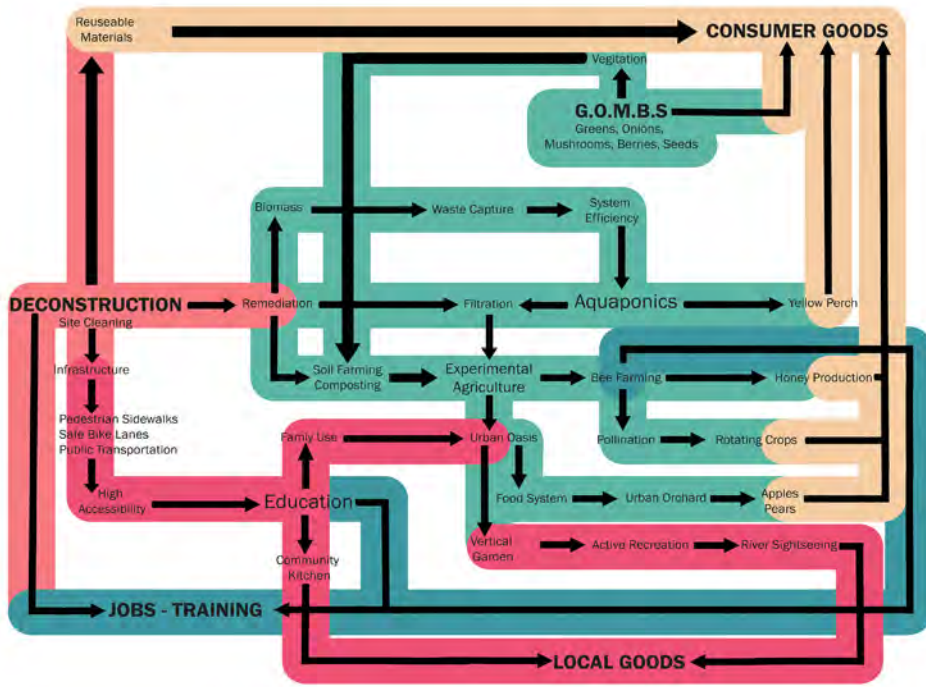 Reuseable
Materials
CONSUMER GOODS
Vegitation
G.O.M.B.S
Greens, Onions,
Mushrooms, Berries, Seeds
Biomass
Waste Capture
System
Efficiency
DECONSTRUCTION
Site Cleaning
Remediation
Filtration
Aquaponics
Yellow Perch
Infrastructure
Soil Farming
Composting
Experimental
Agriculture
Bee Farming
Honey Production
Pedestrian Sidewalks
Safe Bike Lanes
Public Transportation
Family Use
Urban Oasis
Pollination
Rotating Crops
High
Accessibility
Education
Food System
Urban Orchard
Apples
Pears
Community
Kitchen
Vertical
Garnen
Active Recreation
River Sightseeing
JOBS - TRAINING
LOCAL GOODS